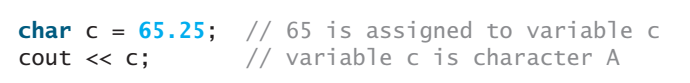 char c = 65.25;  // 65 is assigned to variable c
cout << c;       // variable c is character A